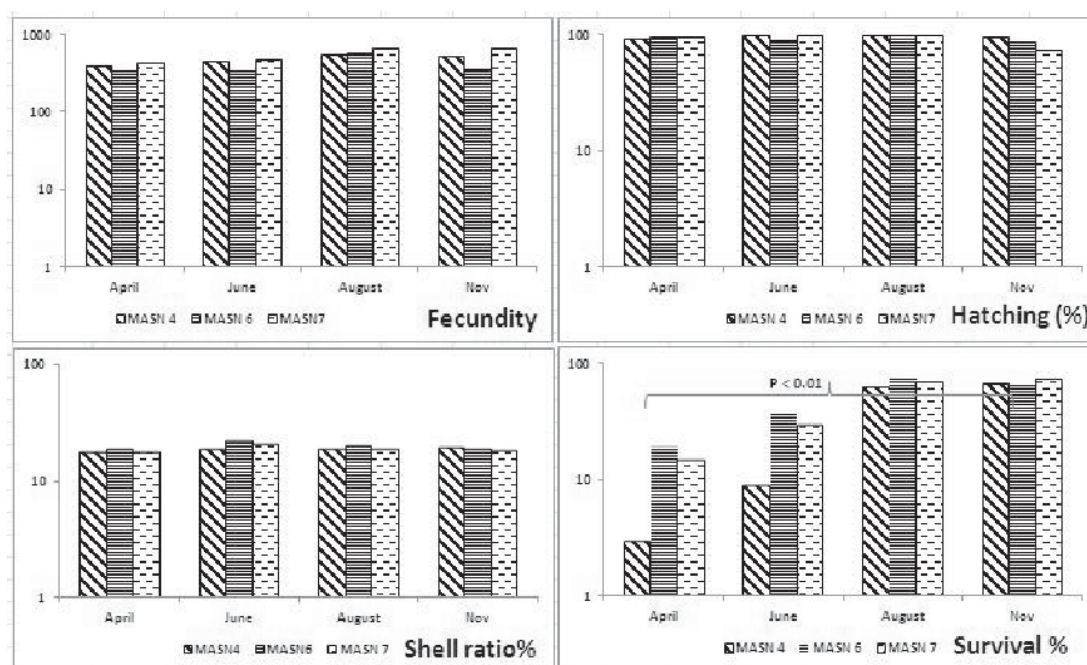 1000
100
10
1
April June August Nov
MASN 4 MASN 6 MASN7
Fecundity
100
10
1
April June August Nov
MASN 4 MASN 6 MASN7
Hatching (%)
100
10
1
April June August Nov
MASN4 MASN6 MASN 7
Shell ratio%
100
10
1
P < 0.01
April June August Nov
MASN 4 MASN 6 MASN 7
Survival %